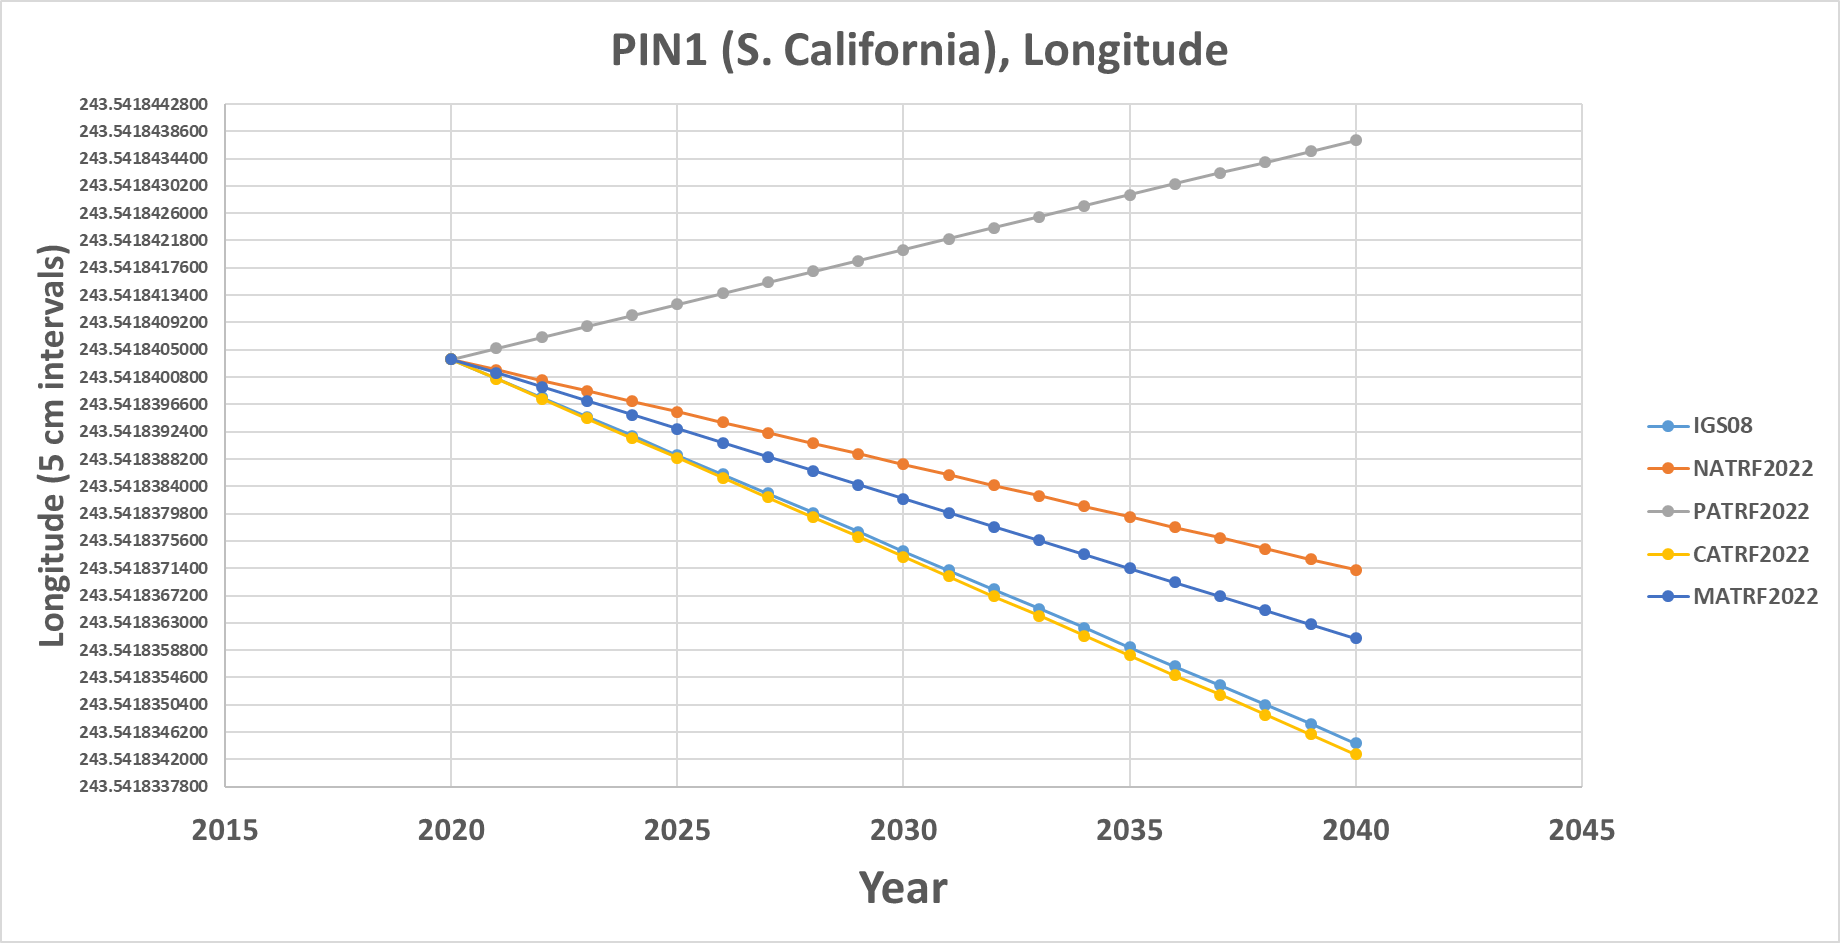 PIN1 (S. California), Longitude
243.5418442800
243.5418438600
243.5418434400
243.5418430200
243.5418426000
243.5418421800
243.5418417600
243.5418413400
243.5418409200
243.5418405000
243.5418400800
243.5418396600
243.5418392400
243.5418388200
243.5418384000
243.5418379800
243.5418375600
243.5418371400
243.5418367200
243.5418363000
243.5418358800
243.5418354600
243.5418350400
243.5418346200
243.5418342000
243.5418337800
Longitude (5 cm intervals)
2015 2020 2025 2030 2035 2040 2045
Year
IGS08
NATRF2022
PATRF2022
CATRF2022
MATRF2022